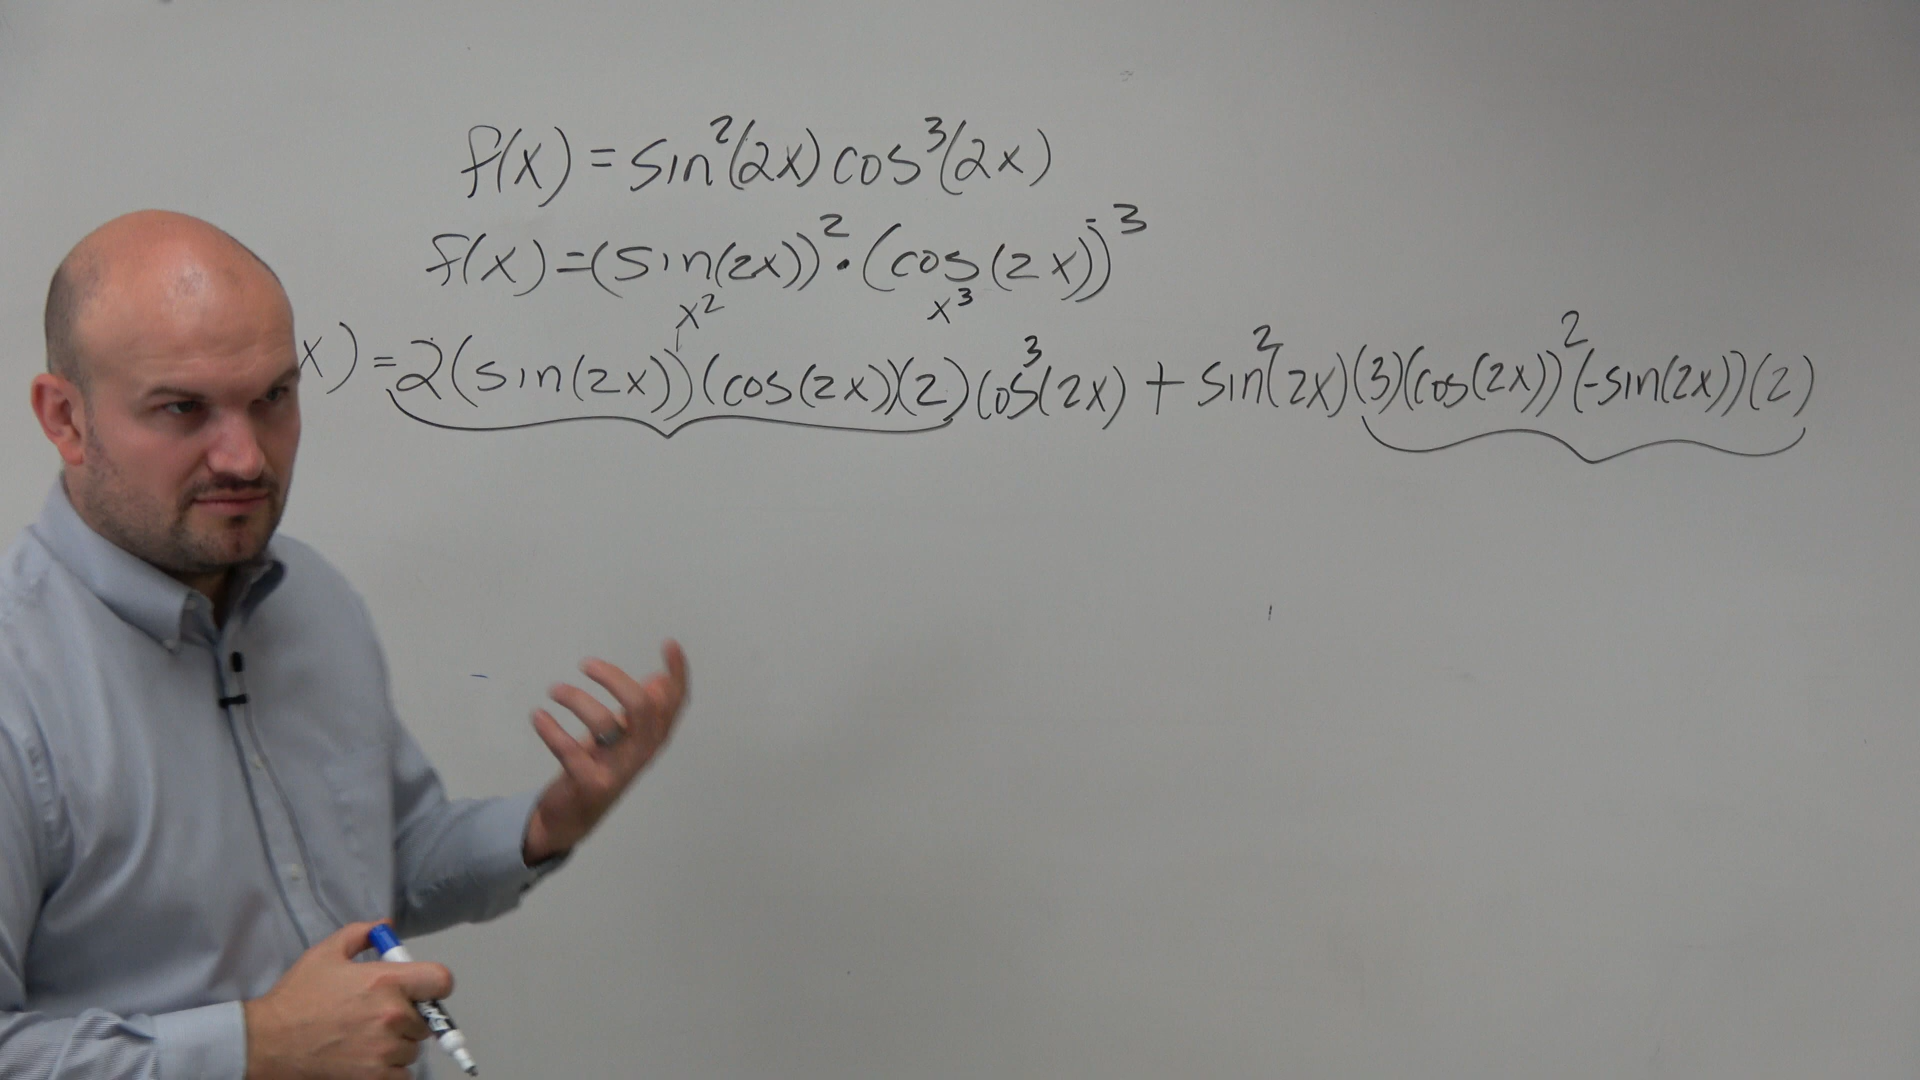 f(x) = sin²(2x) cos³(2x)
f(x) = (sin(2x))² · (cos(2x))³
x² x³
x) = 2(sin(2x))(cos(2x)(2)cos³(2x) + sin²(2x)(3)(cos(2x))²(-sin(2x))(2)